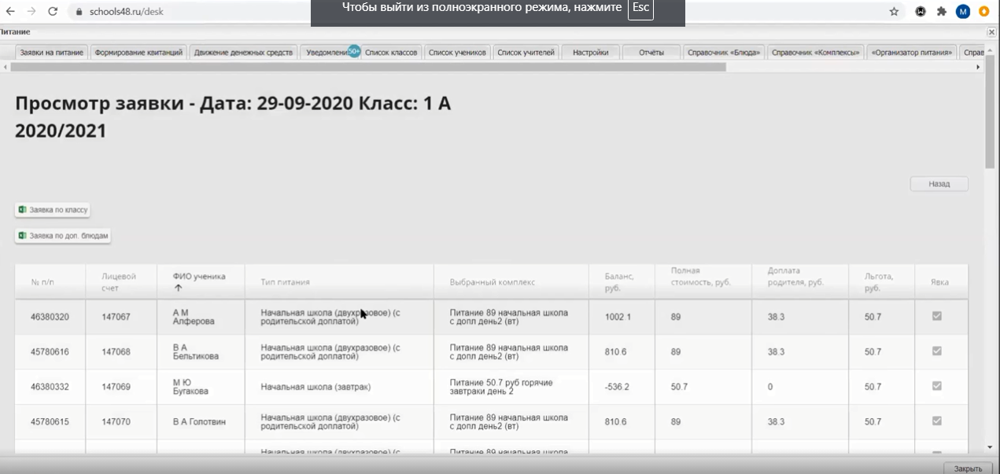 Чтобы выйти из полноэкранного режима, нажмите Esc
schools48.ru/desk
M
Питание
Заявки на питание Формирование квитанций Движение денежных средств Уведомлени 50+ Список классов Список учеников Список учителей Настройки Отчёты Справочник «Блюда» Справочник «Комплексы» «Организатор питания» Справ
Просмотр заявки - Дата: 29-09-2020 Класс: 1 А
2020/2021
Назад
Заявка по классу
Заявка по доп. блюдам
№ п/п Лицевой счет ФИО ученика Тип питания Выбранный комплекс Баланс, руб. Полная стоимость, руб. Доплата родителя, руб. Льгота, руб. Явка
46380320 147067 А М Алферова Начальная школа (двухразовое) (с родительской доплатой) Питание 89 начальная школа с допл день2 (вт) 1002.1 89 38.3 50.7
45780616 147068 В А Бельтикова Начальная школа (двухразовое) (с родительской доплатой) Питание 89 начальная школа с допл день2 (вт) 810.6 89 38.3 50.7
46380332 147069 М Ю Бугакова Начальная школа (завтрак) Питание 50.7 руб горячие завтраки день 2 -536.2 50.7 0 50.7
45780615 147070 В А Голотвин Начальная школа (двухразовое) (с родительской доплатой) Питание 89 начальная школа с допл день2 (вт) 810.6 89 38.3 50.7
Начальная школа (двухразовое) (с Питание 89 начальная школа
Закрыть